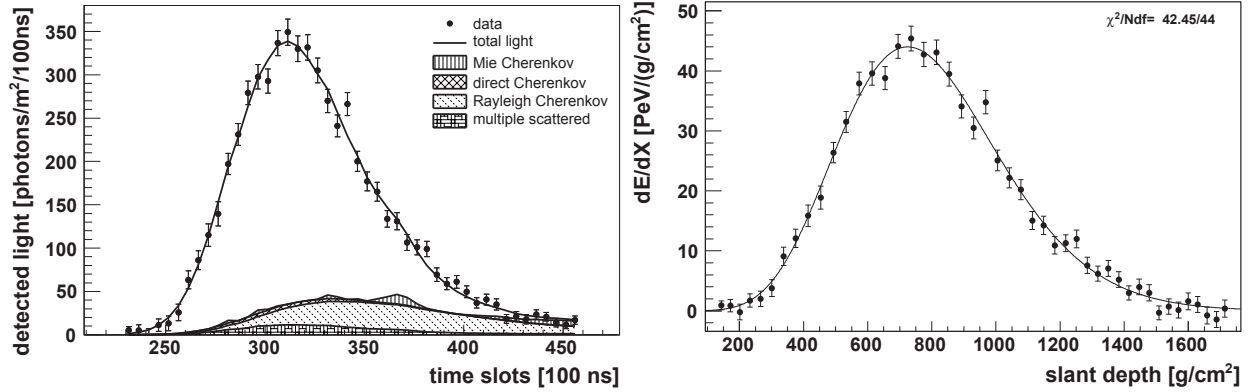 detected light [photons/m²/100ns]
350
300
250
200
150
100
50
0
data
total light
Mie Cherenkov
direct Cherenkov
Rayleigh Cherenkov
multiple scattered
250 300 350 400 450
time slots [100 ns]
dE/dX [PeV/(g/cm²)]
50
40
30
20
10
0
χ²/Ndf= 42.45/44
200 400 600 800 1000 1200 1400 1600
slant depth [g/cm²]